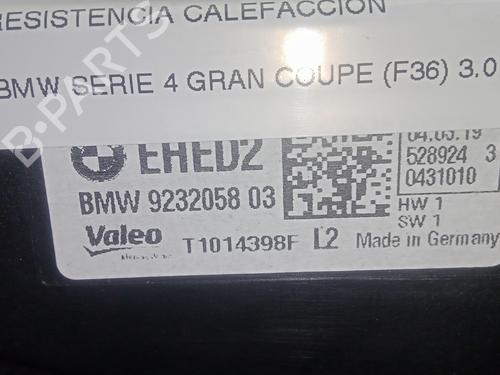 RESISTENCIA CALEFACCION
BMW SERIE 4 GRAN COUPE (F36) 3.0
B-PARTS
EHED2
04.03.19
528924 3
0431010
BMW 9232058 03
HW 1
SW 1
Valeo
T1014398F L2 Made in Germany